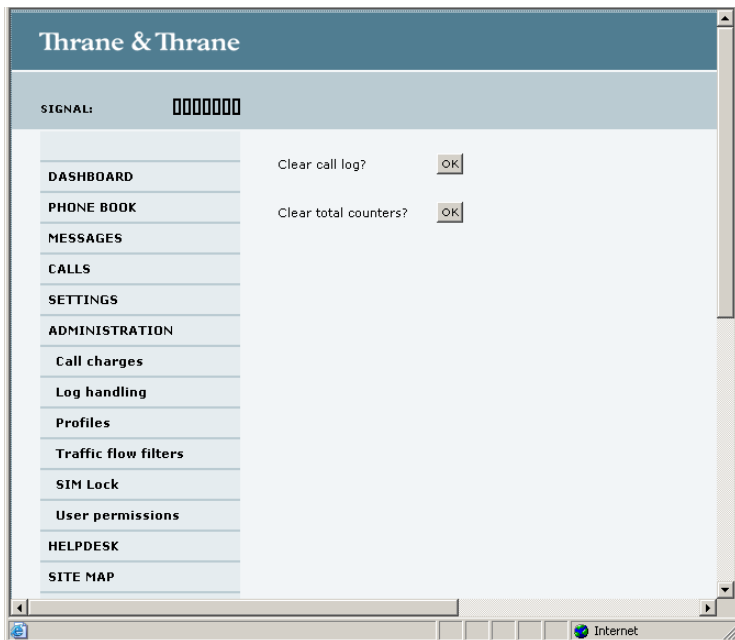 Thrane & Thrane
SIGNAL:
Clear call log? OK
Clear total counters? OK
DASHBOARD
PHONE BOOK
MESSAGES
CALLS
SETTINGS
ADMINISTRATION
Call charges
Log handling
Profiles
Traffic flow filters
SIM Lock
User permissions
HELPDESK
SITE MAP
Internet